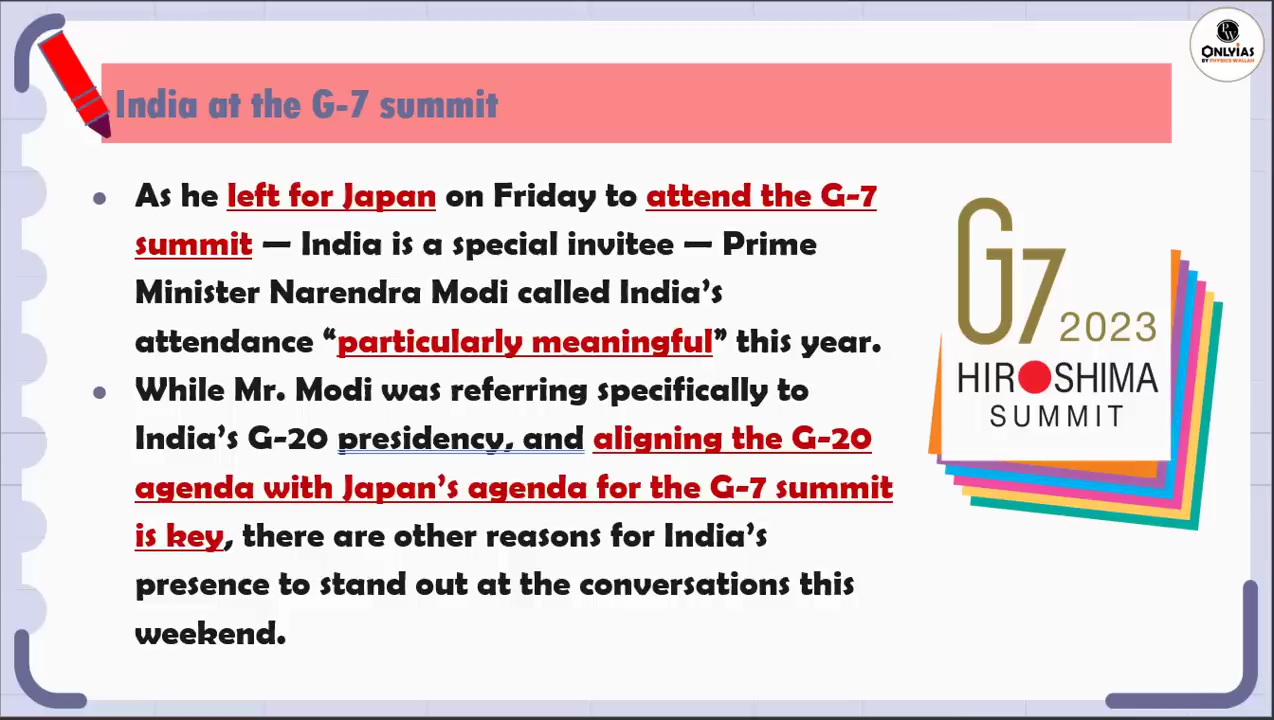 PW
ONLYIAS
BY PHYSICS WALLAH
India at the G-7 summit
As he left for Japan on Friday to attend the G-7
summit — India is a special invitee — Prime
Minister Narendra Modi called India’s
attendance “particularly meaningful” this year.
While Mr. Modi was referring specifically to
India’s G-20 presidency, and aligning the G-20
agenda with Japan’s agenda for the G-7 summit
is key, there are other reasons for India’s
presence to stand out at the conversations this
weekend.
G7 2023
HIROSHIMA
SUMMIT